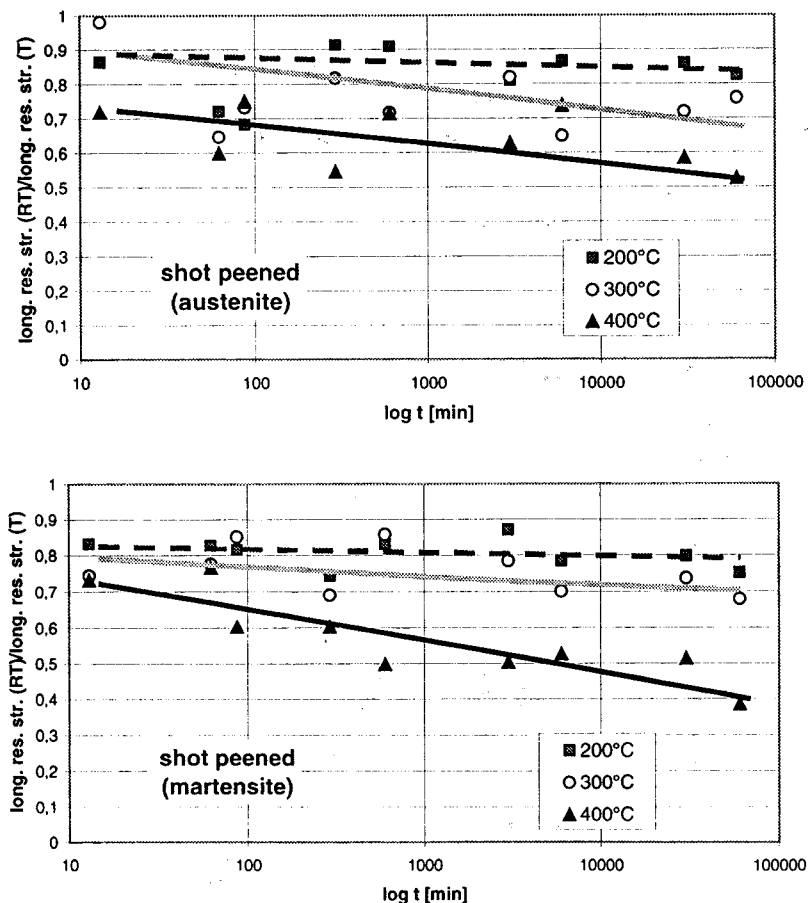 long. res. str. (RT)/long. res. str. (T)
1
0,9
0,8
0,7
0,6
0,5
0,4
0,3
0,2
0,1
0
shot peened
(austenite)
200°C
300°C
400°C
10
100
1000
10000
100000
log t [min]
long. res. str. (RT)/long. res. str. (T)
1
0,9
0,8
0,7
0,6
0,5
0,4
0,3
0,2
0,1
0
shot peened
(martensite)
200°C
300°C
400°C
10
100
1000
10000
100000
log t [min]